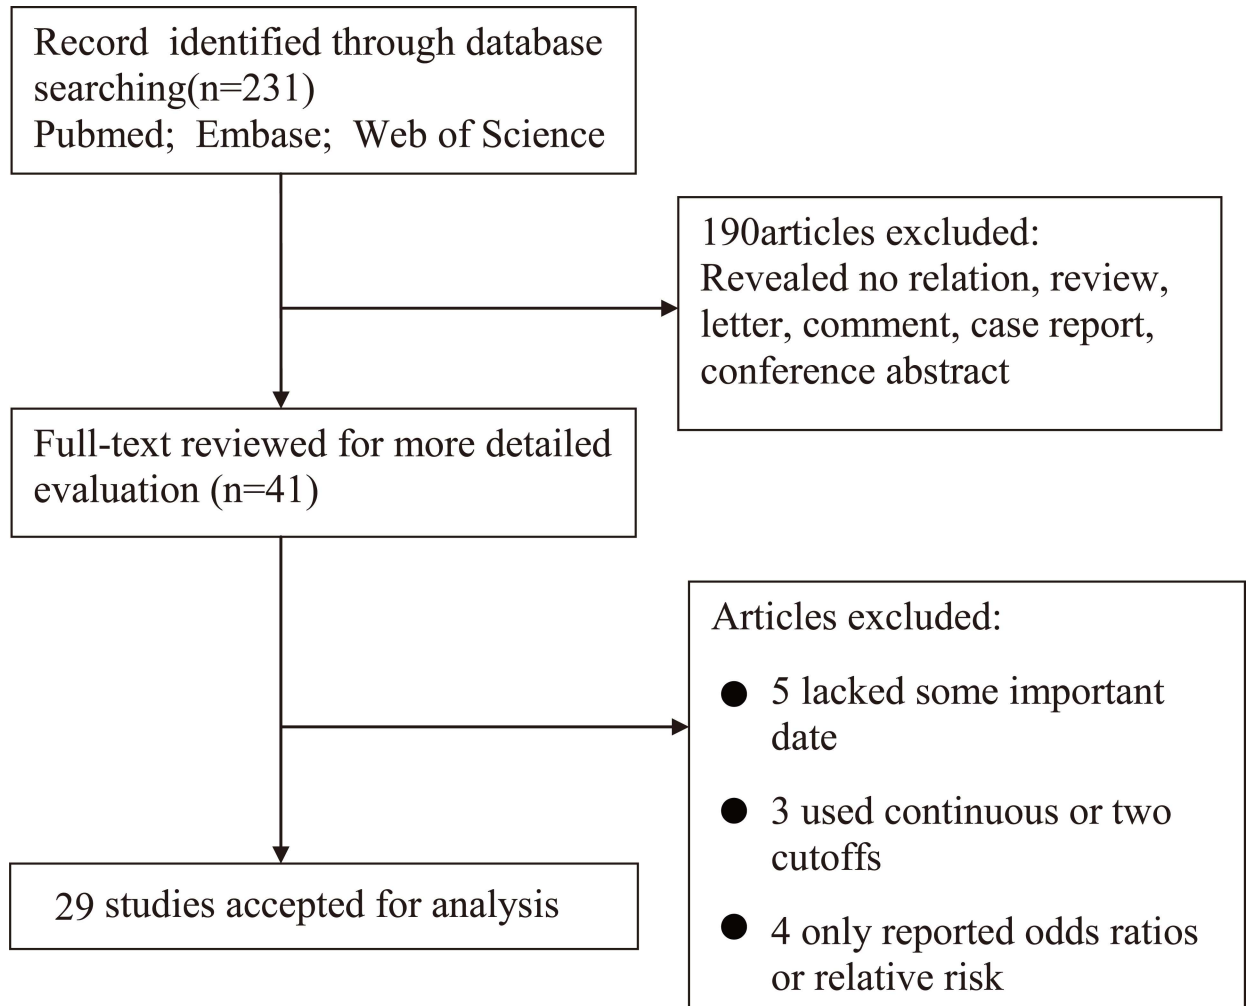 Record identified through database
searching(n=231)
Pubmed; Embase; Web of Science
190articles excluded:
Revealed no relation, review,
letter, comment, case report,
conference abstract
Full-text reviewed for more detailed
evaluation (n=41)
Articles excluded:
● 5 lacked some important
date
● 3 used continuous or two
cutoffs
● 4 only reported odds ratios
or relative risk
29 studies accepted for analysis